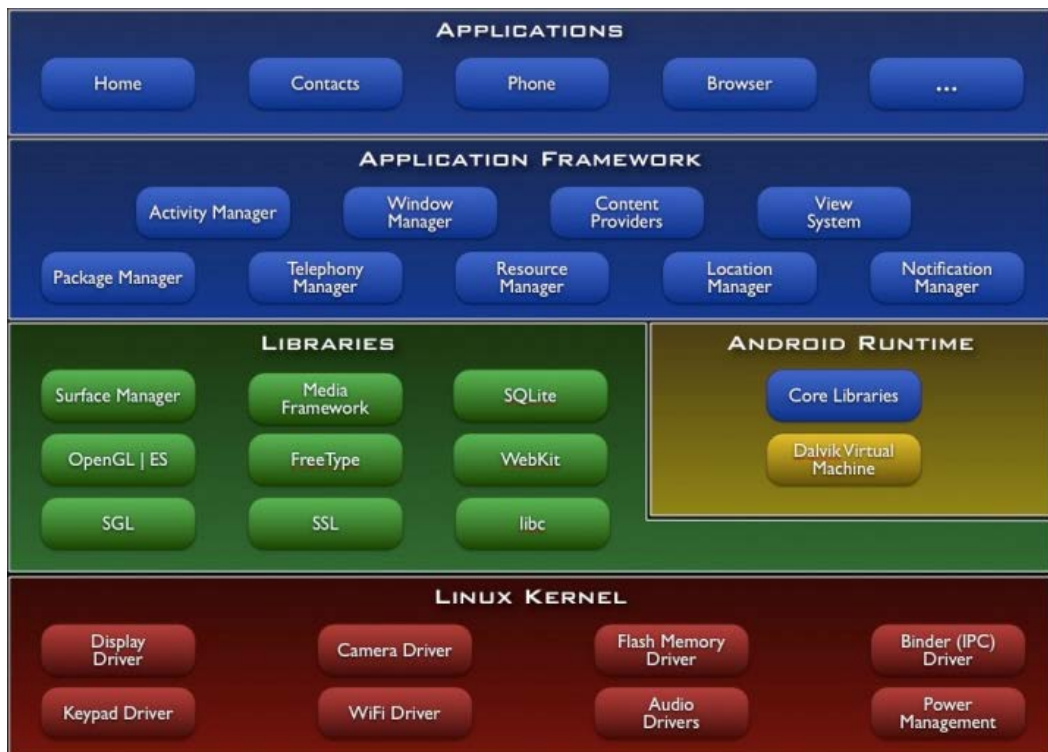 APPLICATIONS
Home
Contacts
Phone
Browser
...
APPLICATION FRAMEWORK
Activity Manager
Window
Manager
Content
Providers
View
System
Package Manager
Telephony
Manager
Resource
Manager
Location
Manager
Notification
Manager
LIBRARIES
Surface Manager
Media
Framework
SQLite
OpenGL | ES
FreeType
WebKit
SGL
SSL
libc
ANDROID RUNTIME
Core Libraries
Dalvik Virtual
Machine
LINUX KERNEL
Display
Driver
Camera Driver
Flash Memory
Driver
Binder (IPC)
Driver
Keypad Driver
WiFi Driver
Audio
Drivers
Power
Management